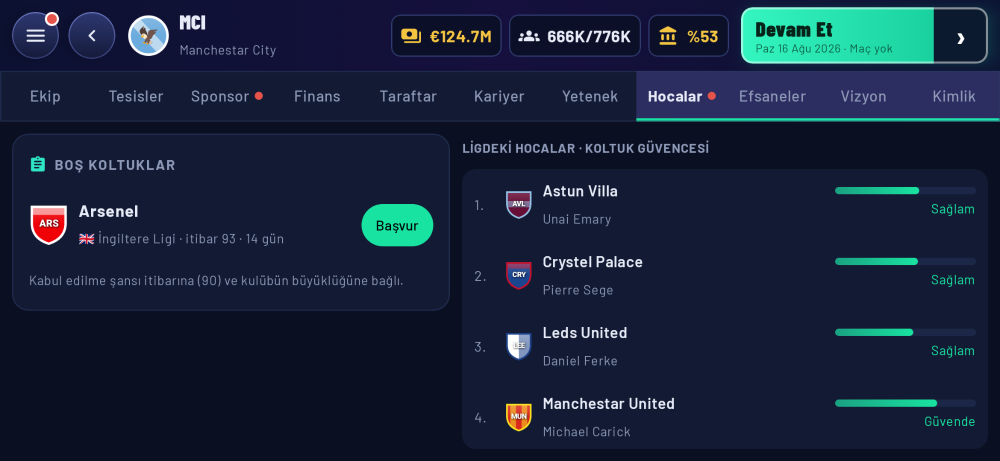 MCI
Manchestar City
€124.7M
666K/776K
%53
Devam Et
Paz 16 Ağu 2026 · Maç yok
Ekip
Tesisler
Sponsor
Finans
Taraftar
Kariyer
Yetenek
Hocalar
Efsaneler
Vizyon
Kimlik
BOŞ KOLTUKLAR
ARS
Arsenel
İngiltere Ligi · itibar 93 · 14 gün
Başvur
Kabul edilme şansı itibarına (90) ve kulübün büyüklüğüne bağlı.
LİGDEKİ HOCALAR · KOLTUK GÜVENCESİ
1.
AVL
Astun Villa
Unai Emary
Sağlam
2.
CRY
Crystel Palace
Pierre Sege
Sağlam
3.
LEE
Leds United
Daniel Ferke
Sağlam
4.
MUN
Manchestar United
Michael Carick
Güvende